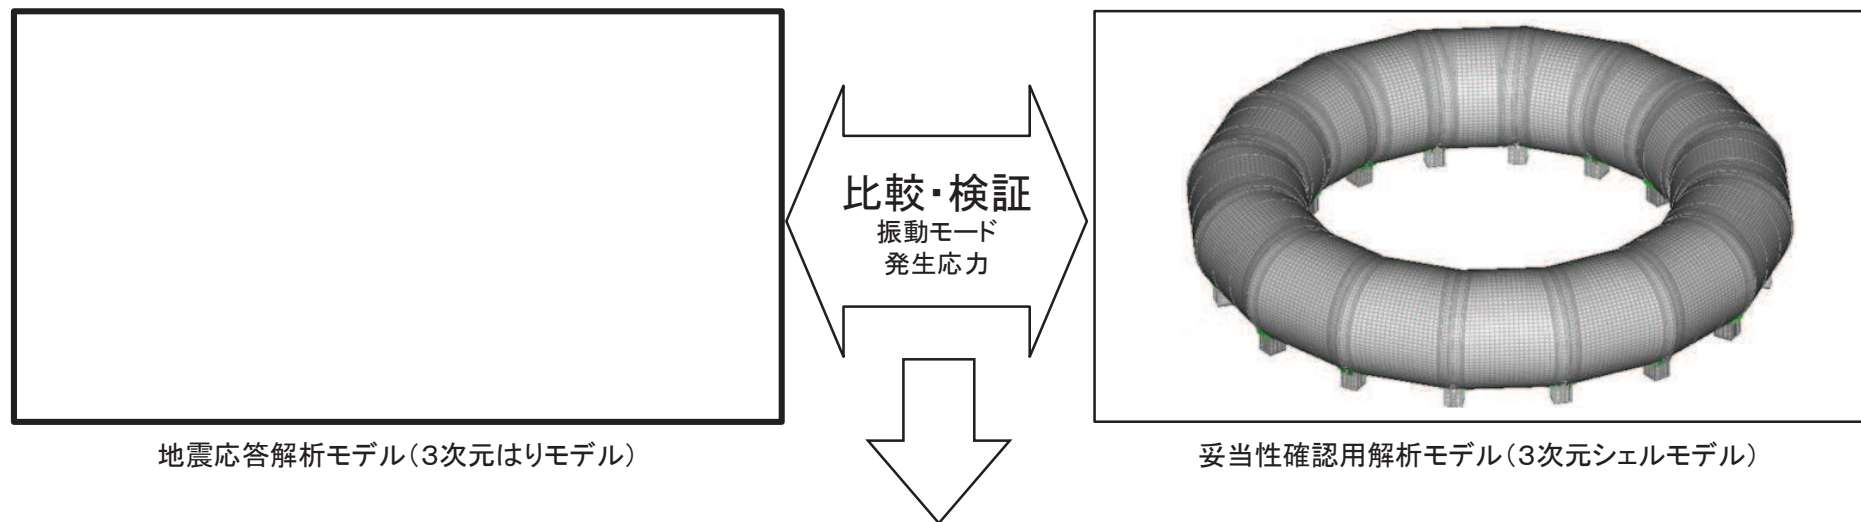 比較・検証
振動モード
発生応力
地震応答解析モデル(3次元はりモデル)
妥当性確認用解析モデル(3次元シェルモデル)